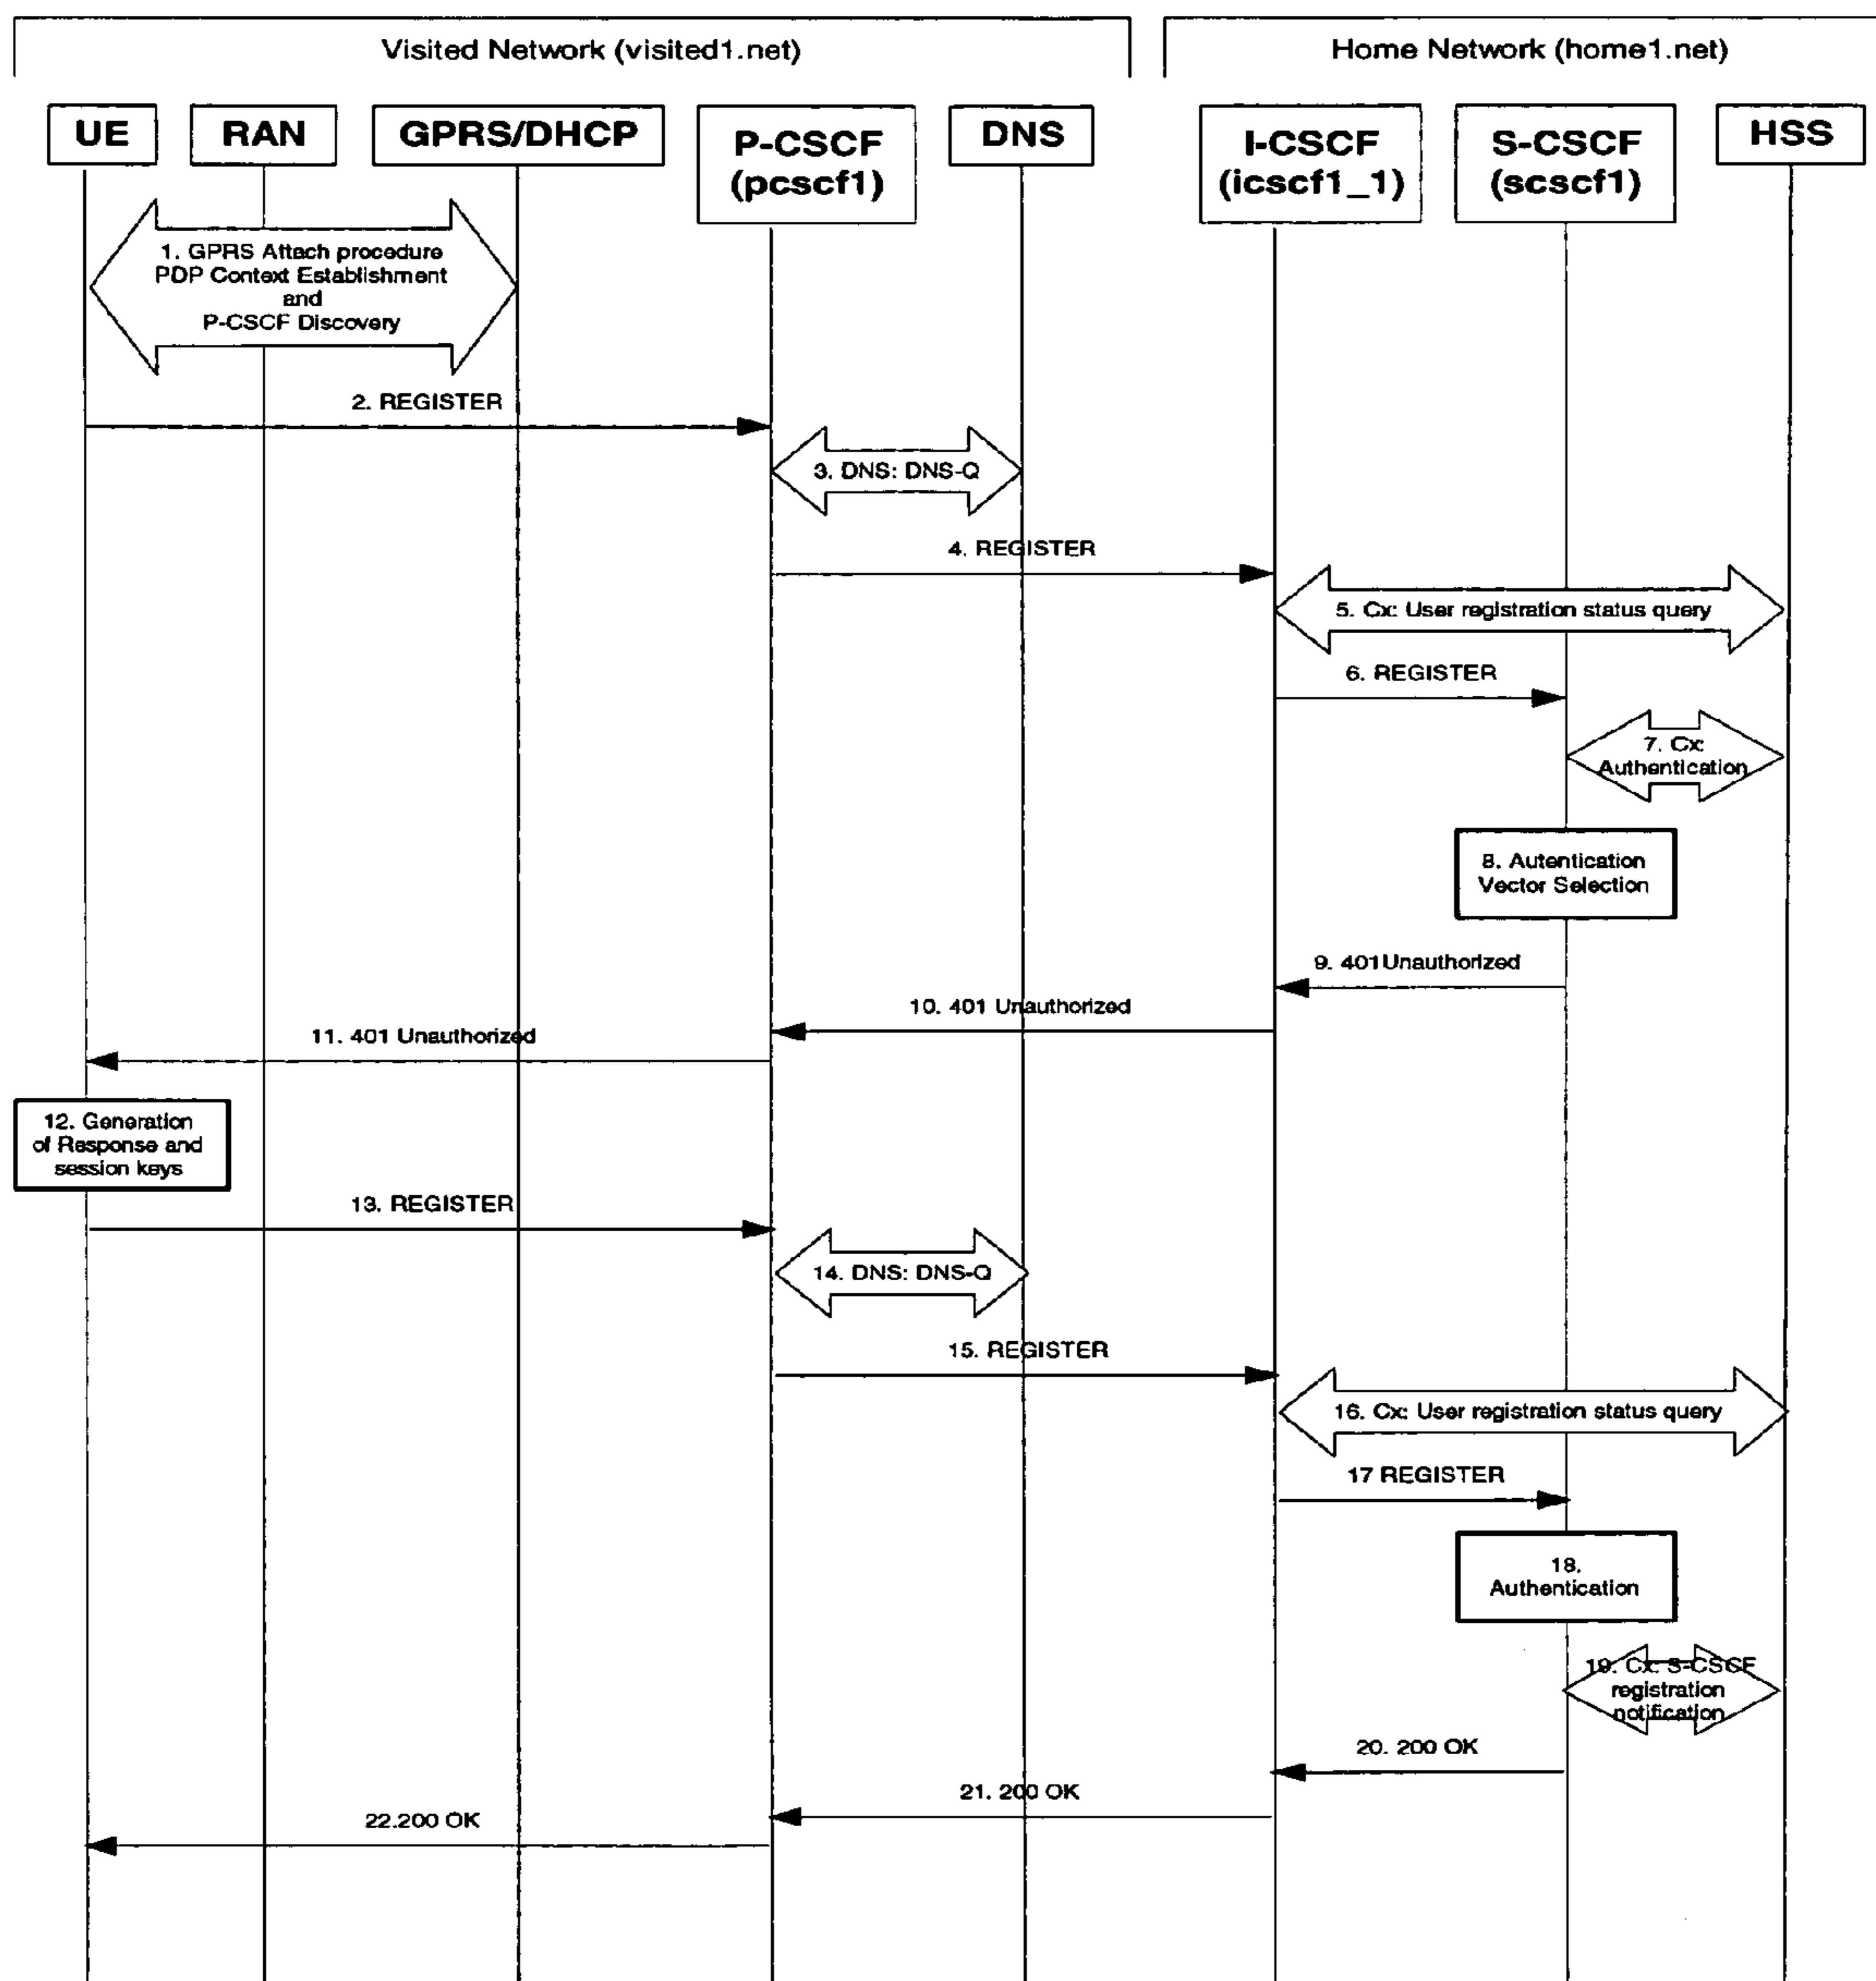 Visited Network (visited1.net)
Home Network (home1.net)
UE
RAN
GPRS/DHCP
P-CSCF
(pcscf1)
DNS
I-CSCF
(icscf1_1)
S-CSCF
(scscf1)
HSS
1. GPRS Attach procedure
PDP Context Establishment
and
P-CSCF Discovery
2. REGISTER
3. DNS: DNS-Q
4. REGISTER
5. Cx: User registration status query
6. REGISTER
7. Cx:
Authentication
8. Autentication
Vector Selection
9. 401Unauthorized
10. 401 Unauthorized
11. 401 Unauthorized
12. Generation
of Response and
session keys
13. REGISTER
14. DNS: DNS-Q
15. REGISTER
16. Cx: User registration status query
17 REGISTER
18.
Authentication
19. Cx: S-CSCF
registration
notification
20. 200 OK
21. 200 OK
22.200 OK